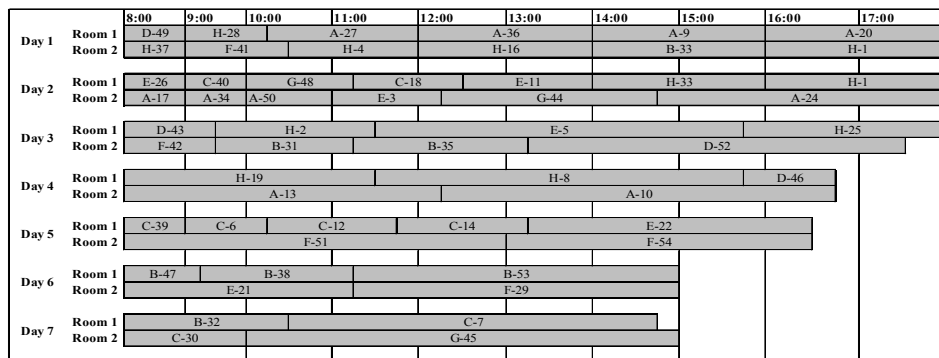 8:00 9:00 10:00 11:00 12:00 13:00 14:00 15:00 16:00 17:00
Day 1 Room 1 D-49 H-28 A-27 A-36 A-9 A-20
Room 2 H-37 F-41 H-4 H-16 B-33 H-1
Day 2 Room 1 E-26 C-40 G-48 C-18 E-11 H-33 H-1
Room 2 A-17 A-34 A-50 E-3 G-44 A-24
Day 3 Room 1 D-43 H-2 E-5 H-25
Room 2 F-42 B-31 B-35 D-52
Day 4 Room 1 H-19 H-8 D-46
Room 2 A-13 A-10
Day 5 Room 1 C-39 C-6 C-12 C-14 E-22
Room 2 F-51 F-54
Day 6 Room 1 B-47 B-38 B-53
Room 2 E-21 F-29
Day 7 Room 1 B-32 C-7
Room 2 C-30 G-45